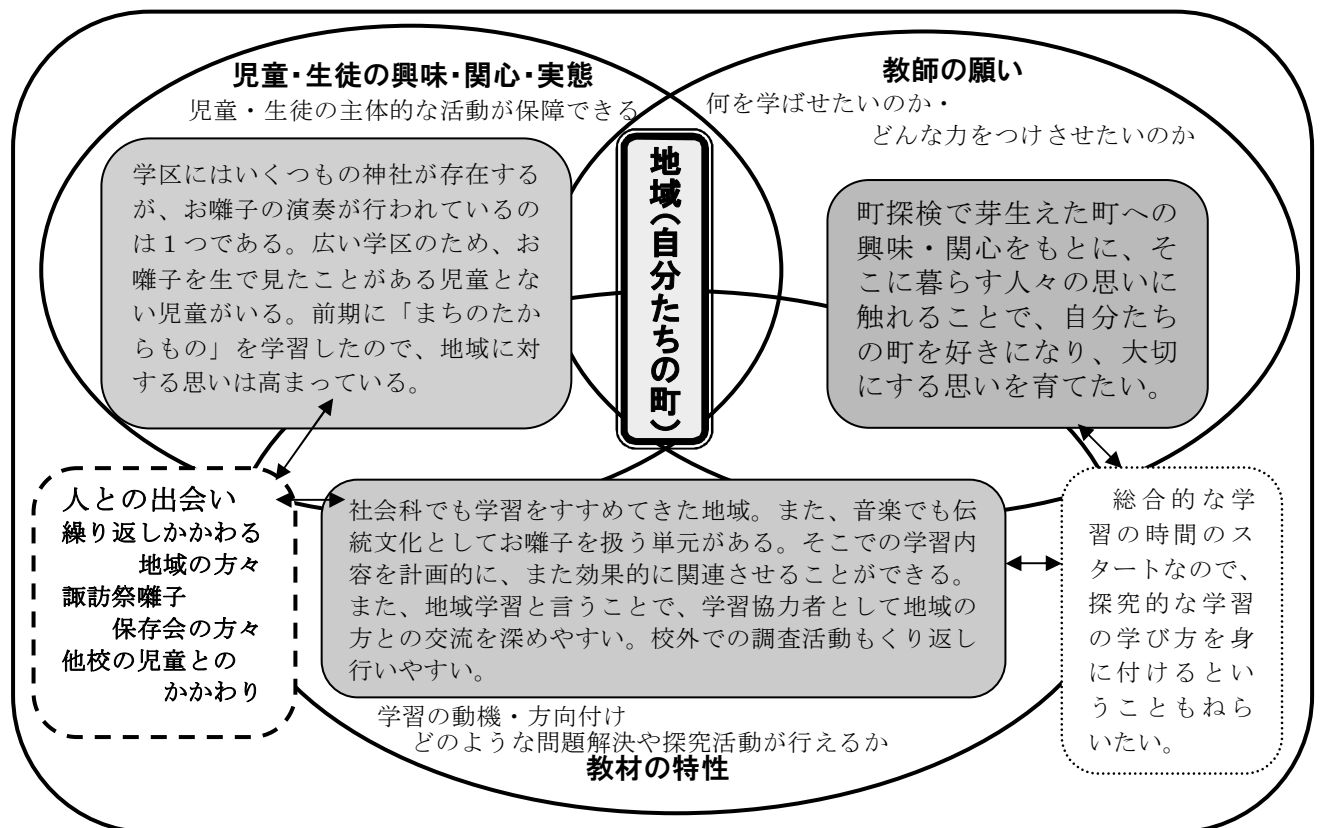 児童・生徒の興味・関心・実態
児童・生徒の主体的な活動が保障できる
学区にはいくつもの神社が存在する
が、お囃子の演奏が行われているの
は１つである。広い学区のため、お
囃子を生で見たことがある児童とな
い児童がいる。前期に「まちのたか
らもの」を学習したので、地域に対
する思いは高まっている。
教師の願い
何を学ばせたいのか・
どんな力をつけさせたいのか
町探検で芽生えた町への
興味・関心をもとに、そ
こに暮らす人々の思いに
触れることで、自分たち
の町を好きになり、大切
にする思いを育てたい。
地域（自分たちの町）
人との出会い
繰り返しかかわる
地域の方々
諏訪祭囃子
保存会の方々
他校の児童との
かかわり
社会科でも学習をすすめてきた地域。また、音楽でも伝
統文化としてお囃子を扱う単元がある。そこでの学習内
容を計画的に、また効果的に関連させることができる。
また、地域学習と言うことで、学習協力者として地域の
方との交流を深めやすい。校外での調査活動もくり返し
行いやすい。
総合的な学
習の時間のス
タートなので、
探究的な学習
の学び方を身
に付けるとい
うこともねら
いたい。
学習の動機・方向付け
どのような問題解決や探究活動が行えるか
教材の特性